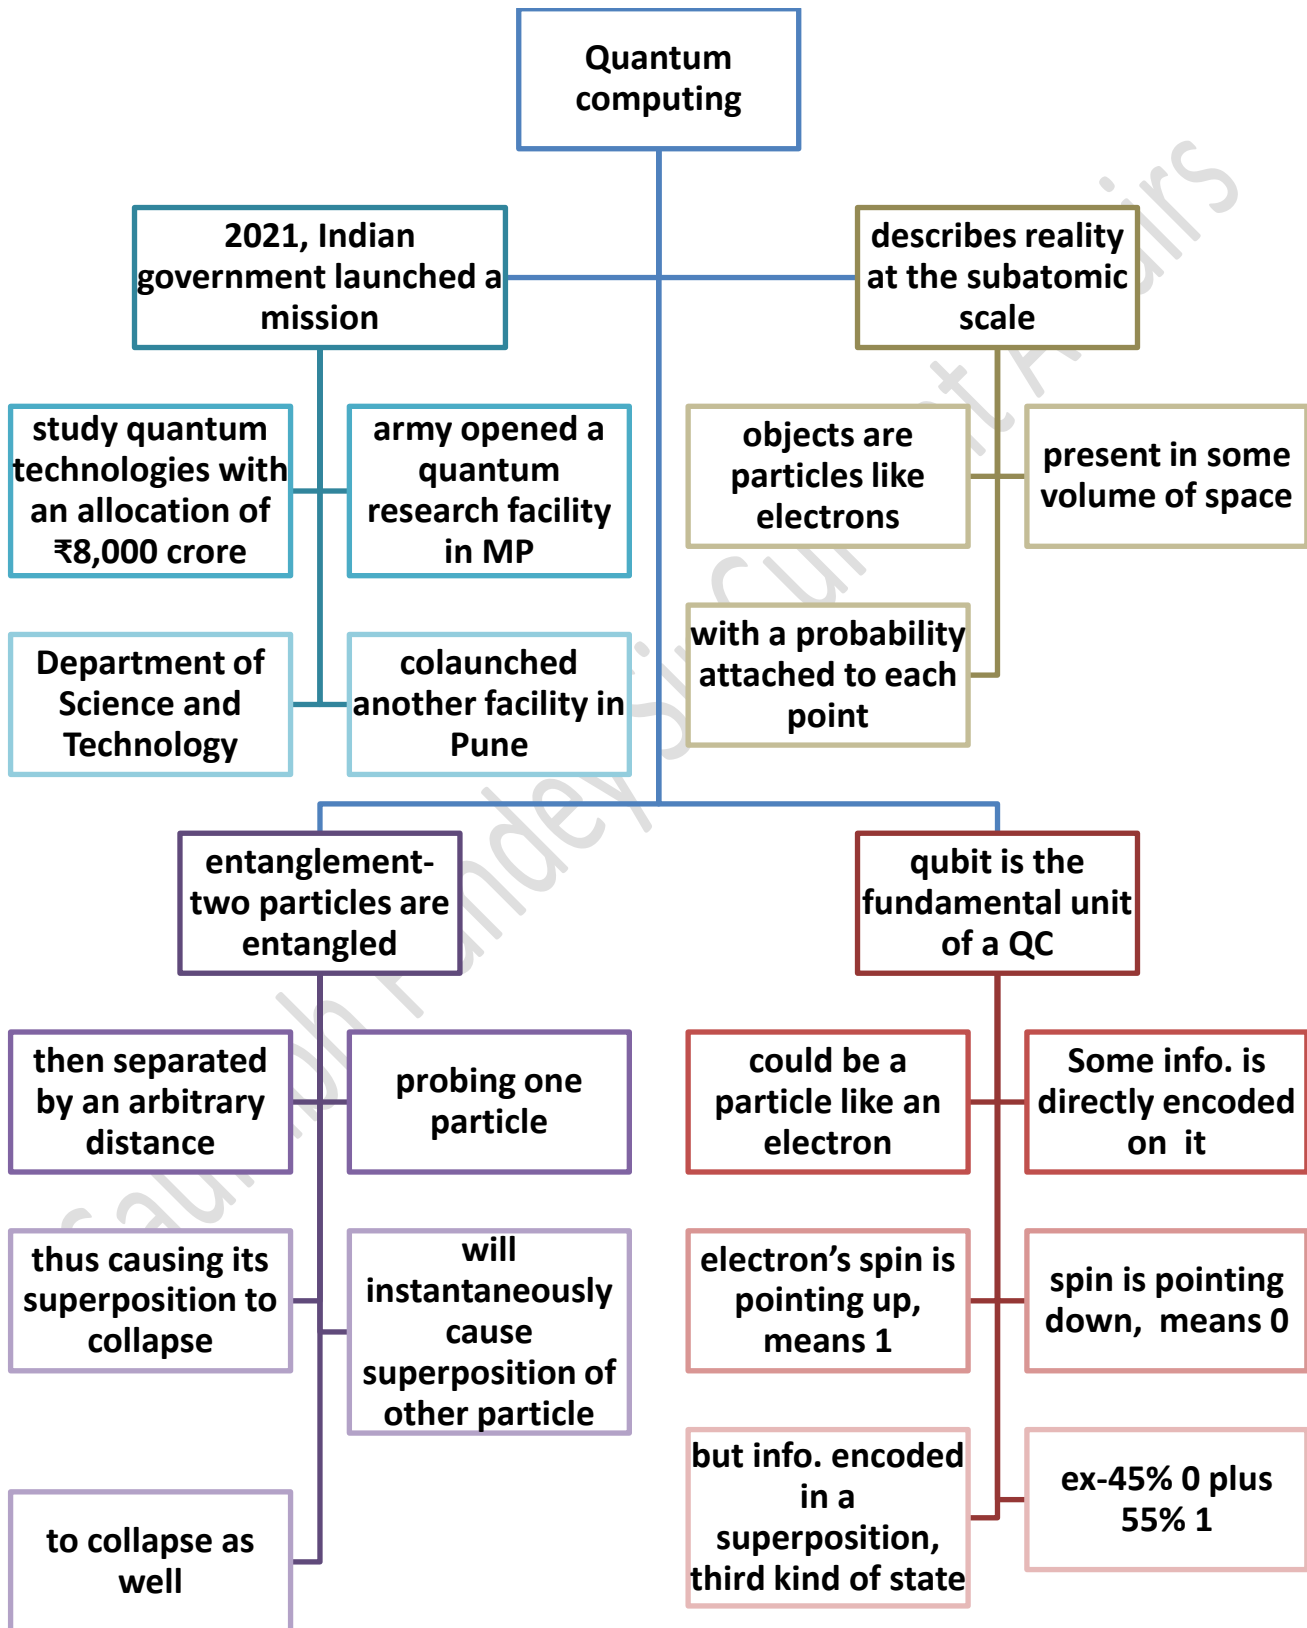 Quantum
computing
2021, Indian
government launched a
mission
describes reality
at the subatomic
scale
study quantum
technologies with
an allocation of
₹8,000 crore
army opened a
quantum
research facility
in MP
objects are
particles like
electrons
present in some
volume of space
Department of
Science and
Technology
colaunched
another facility in
Pune
with a probability
attached to each
point
entanglement-
two particles are
entangled
qubit is the
fundamental unit
of a QC
then separated
by an arbitrary
distance
probing one
particle
could be a
particle like an
electron
Some info. is
directly encoded
on it
thus causing its
superposition to
collapse
will
instantaneously
cause
superposition of
other particle
electron’s spin is
pointing up,
means 1
spin is pointing
down, means 0
to collapse as
well
but info. encoded
in a
superposition,
third kind of state
ex-45% 0 plus
55% 1